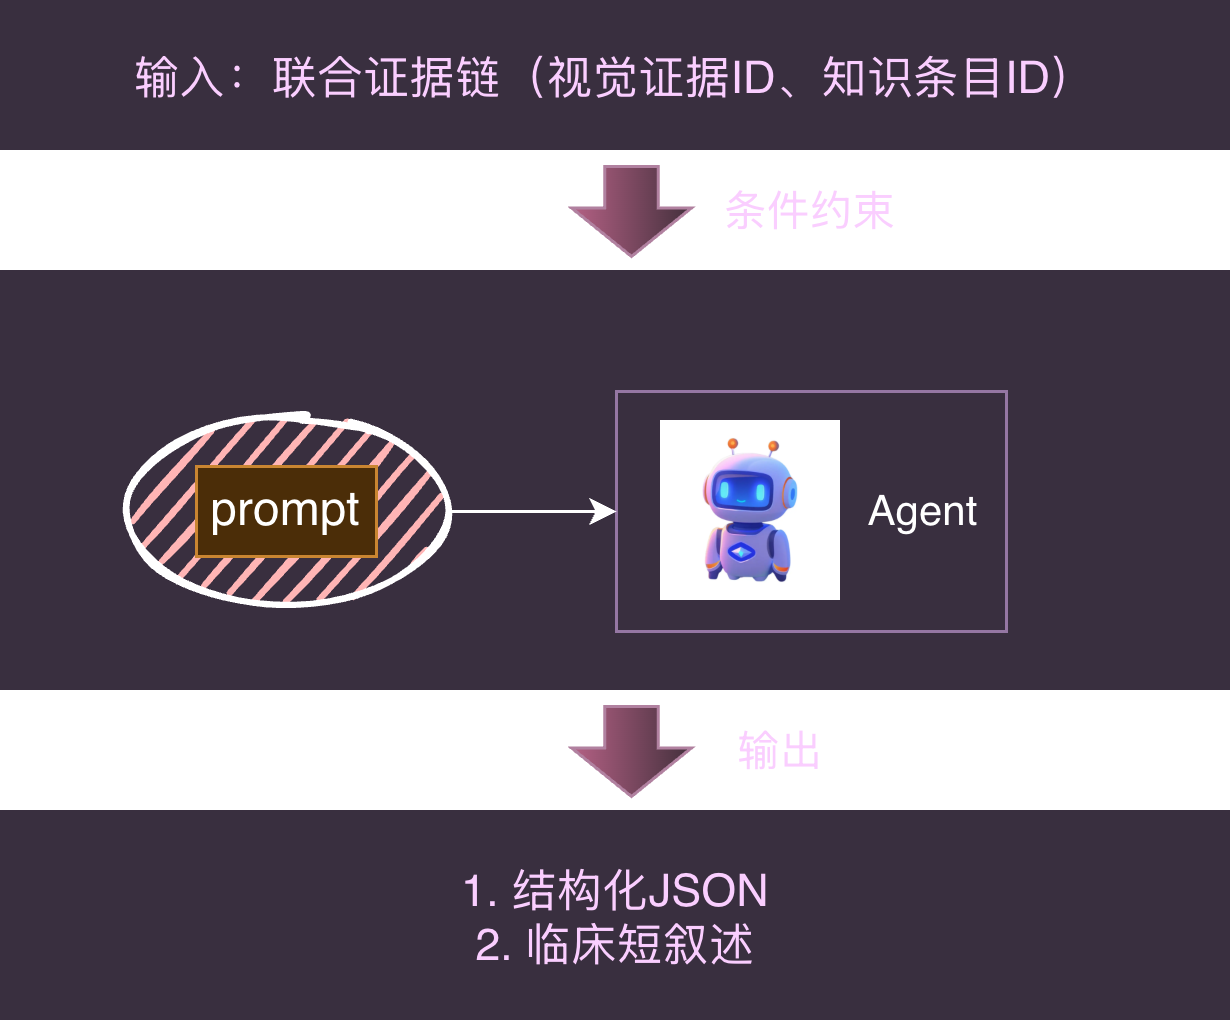 输入：联合证据链（视觉证据ID、知识条目ID）
条件约束
prompt
Agent
输出
1. 结构化JSON
2. 临床短叙述